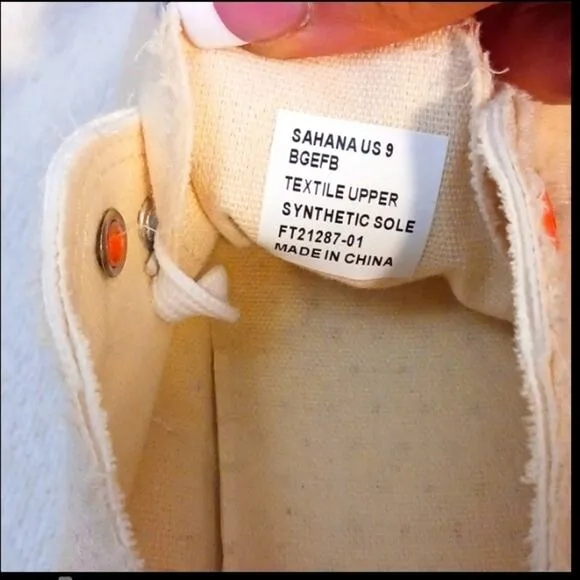 SAHANA US 9
BGEFB
TEXTILE UPPER
SYNTHETIC SOLE
FT21287-01
MADE IN CHINA